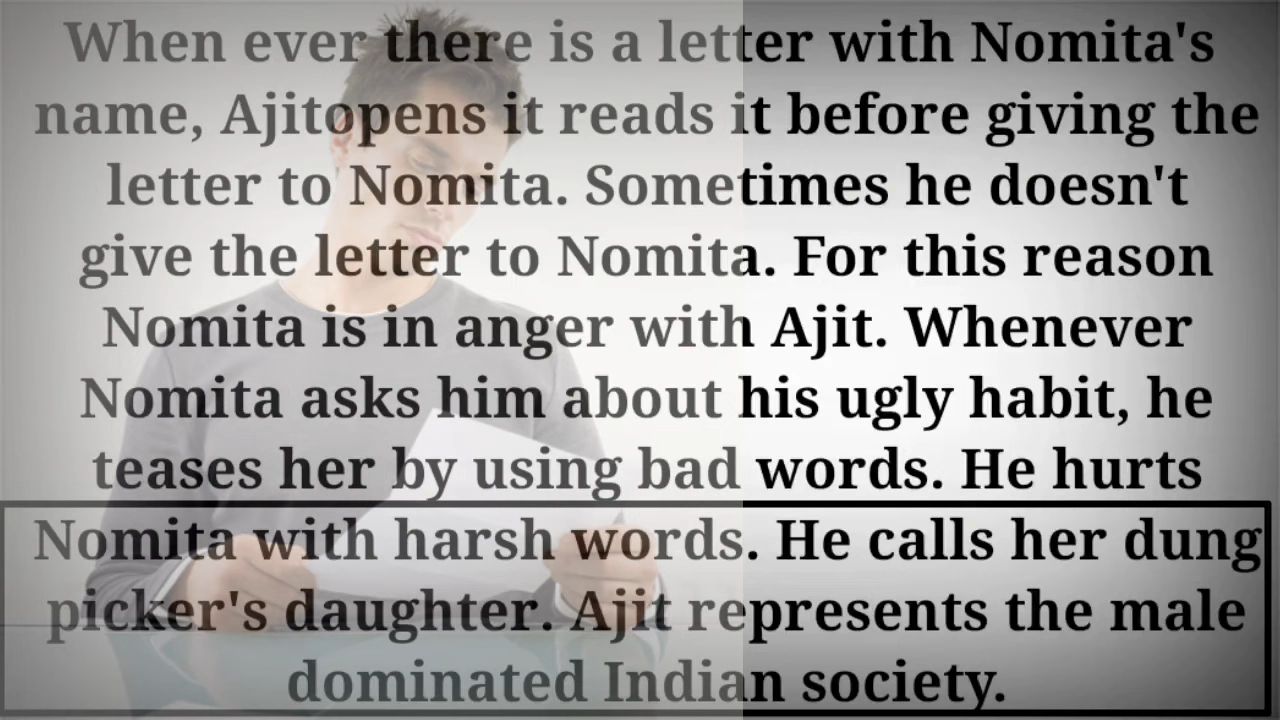 When ever there is a letter with Nomita's
name, Ajitopens it reads it before giving the
letter to Nomita. Sometimes he doesn't
give the letter to Nomita. For this reason
Nomita is in anger with Ajit. Whenever
Nomita asks him about his ugly habit, he
teases her by using bad words. He hurts
Nomita with harsh words. He calls her dung
picker's daughter. Ajit represents the male
dominated Indian society.